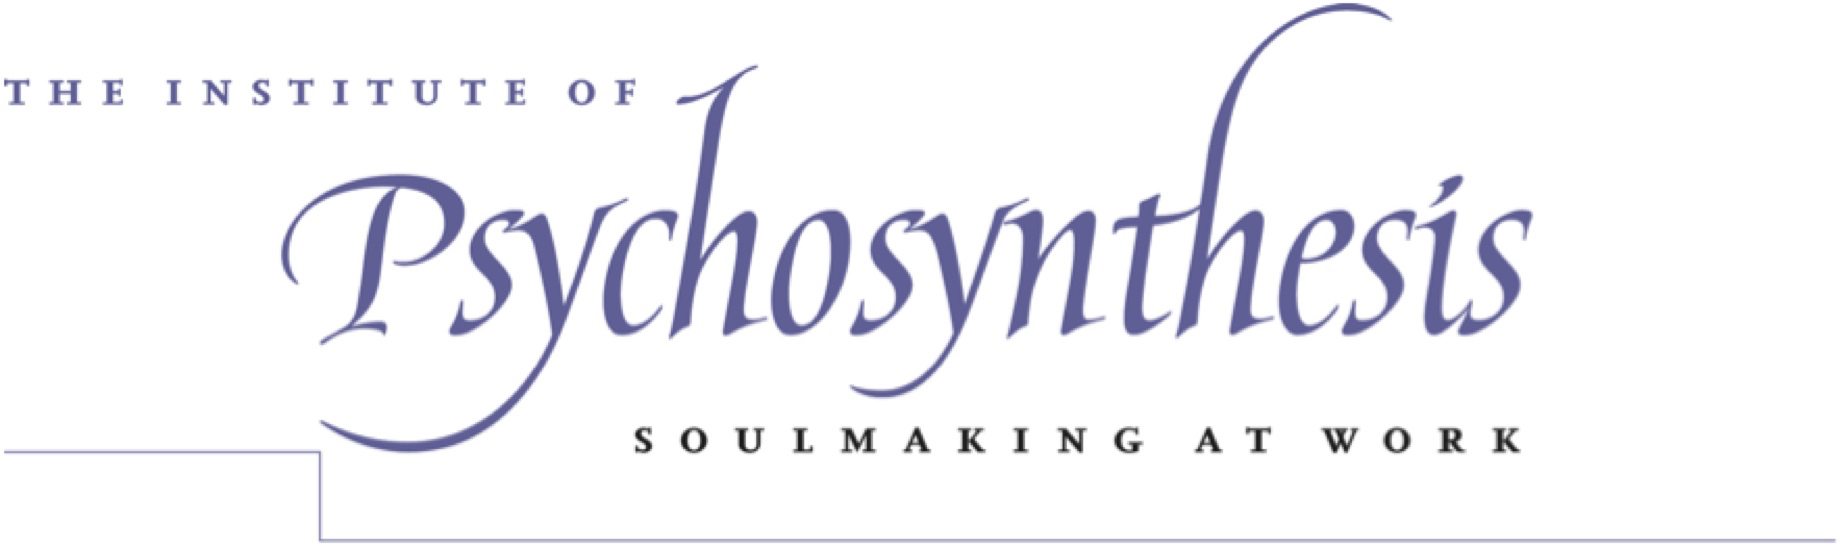 THE INSTITUTE OF
Psychosynthesis
SOULMAKING AT WORK